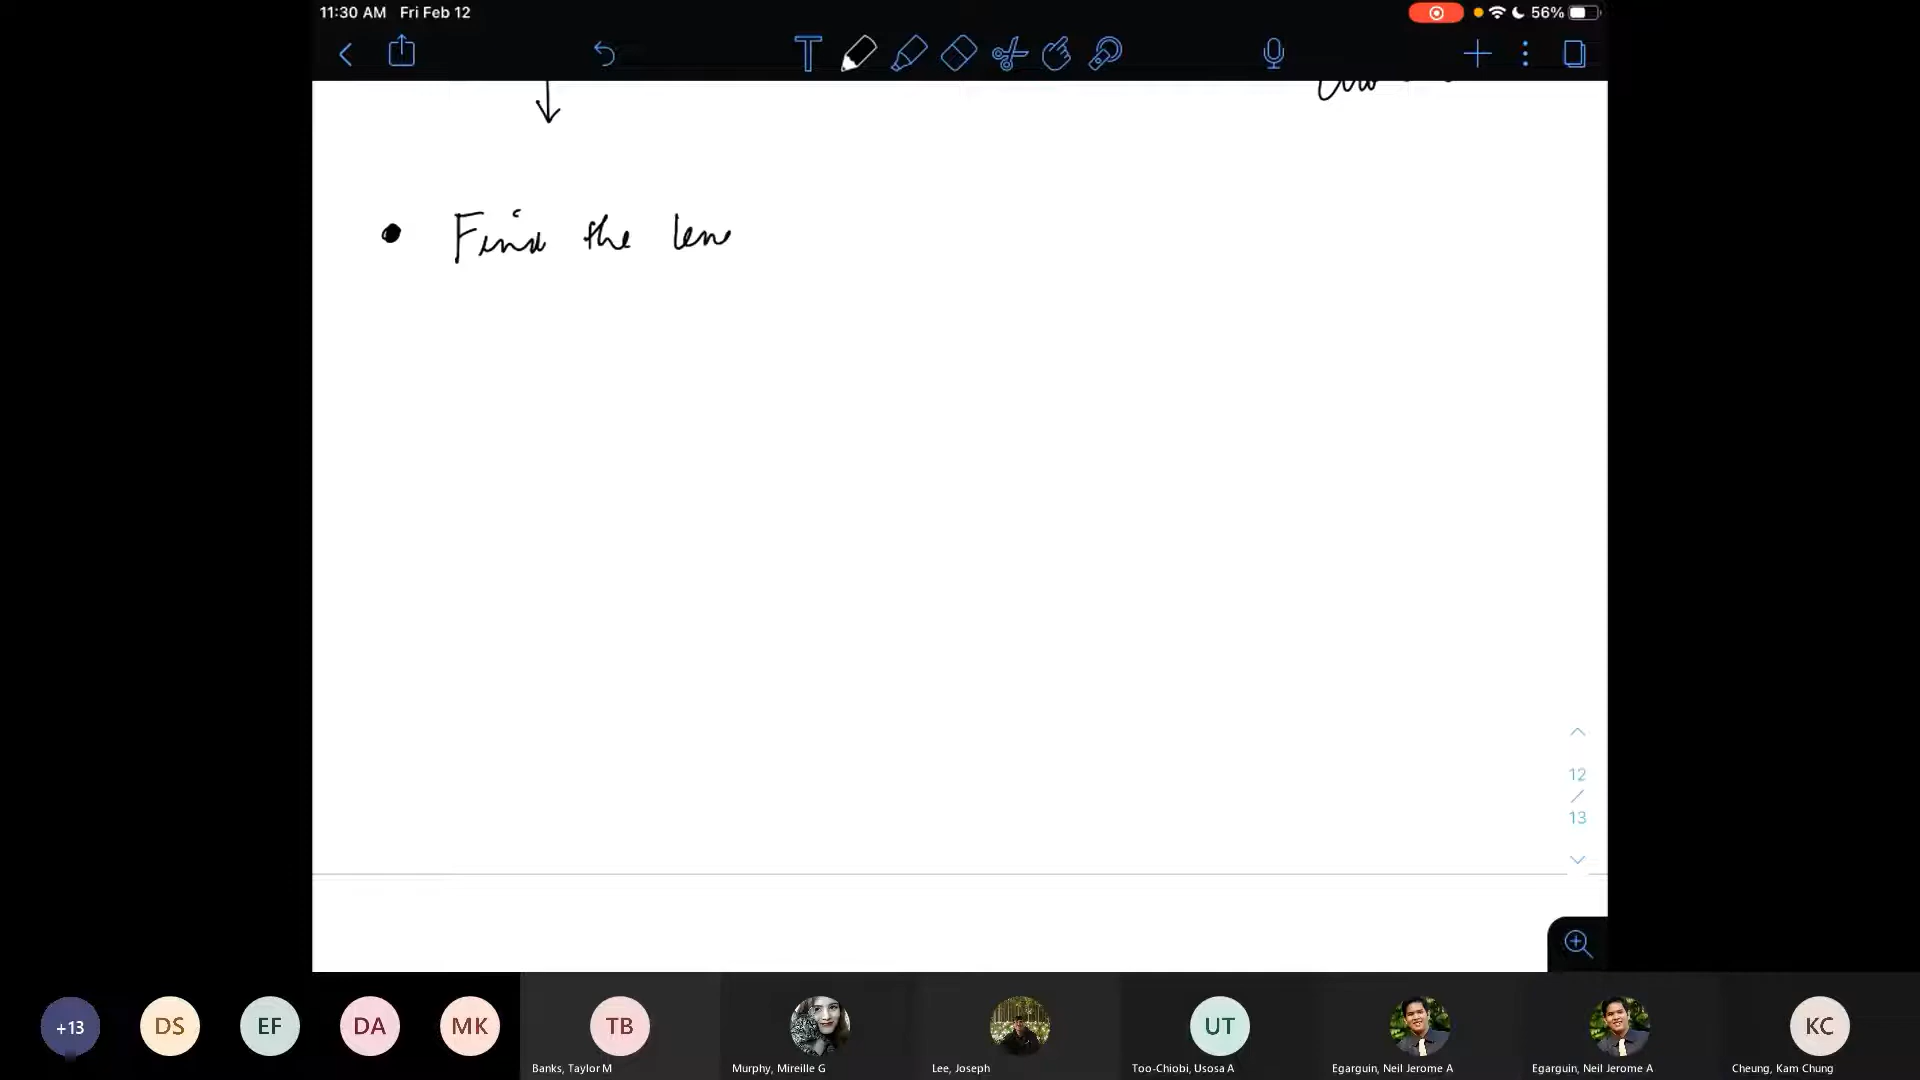 11:30 AM Fri Feb 12
56%
• Find the len
12
/
13
+13
DS
EF
DA
MK
TB
UT
KC
Banks, Taylor M
Murphy, Mireille G
Lee, Joseph
Too-Chiobi, Usosa A
Egarguin, Neil Jerome A
Egarguin, Neil Jerome A
Cheung, Kam Chung